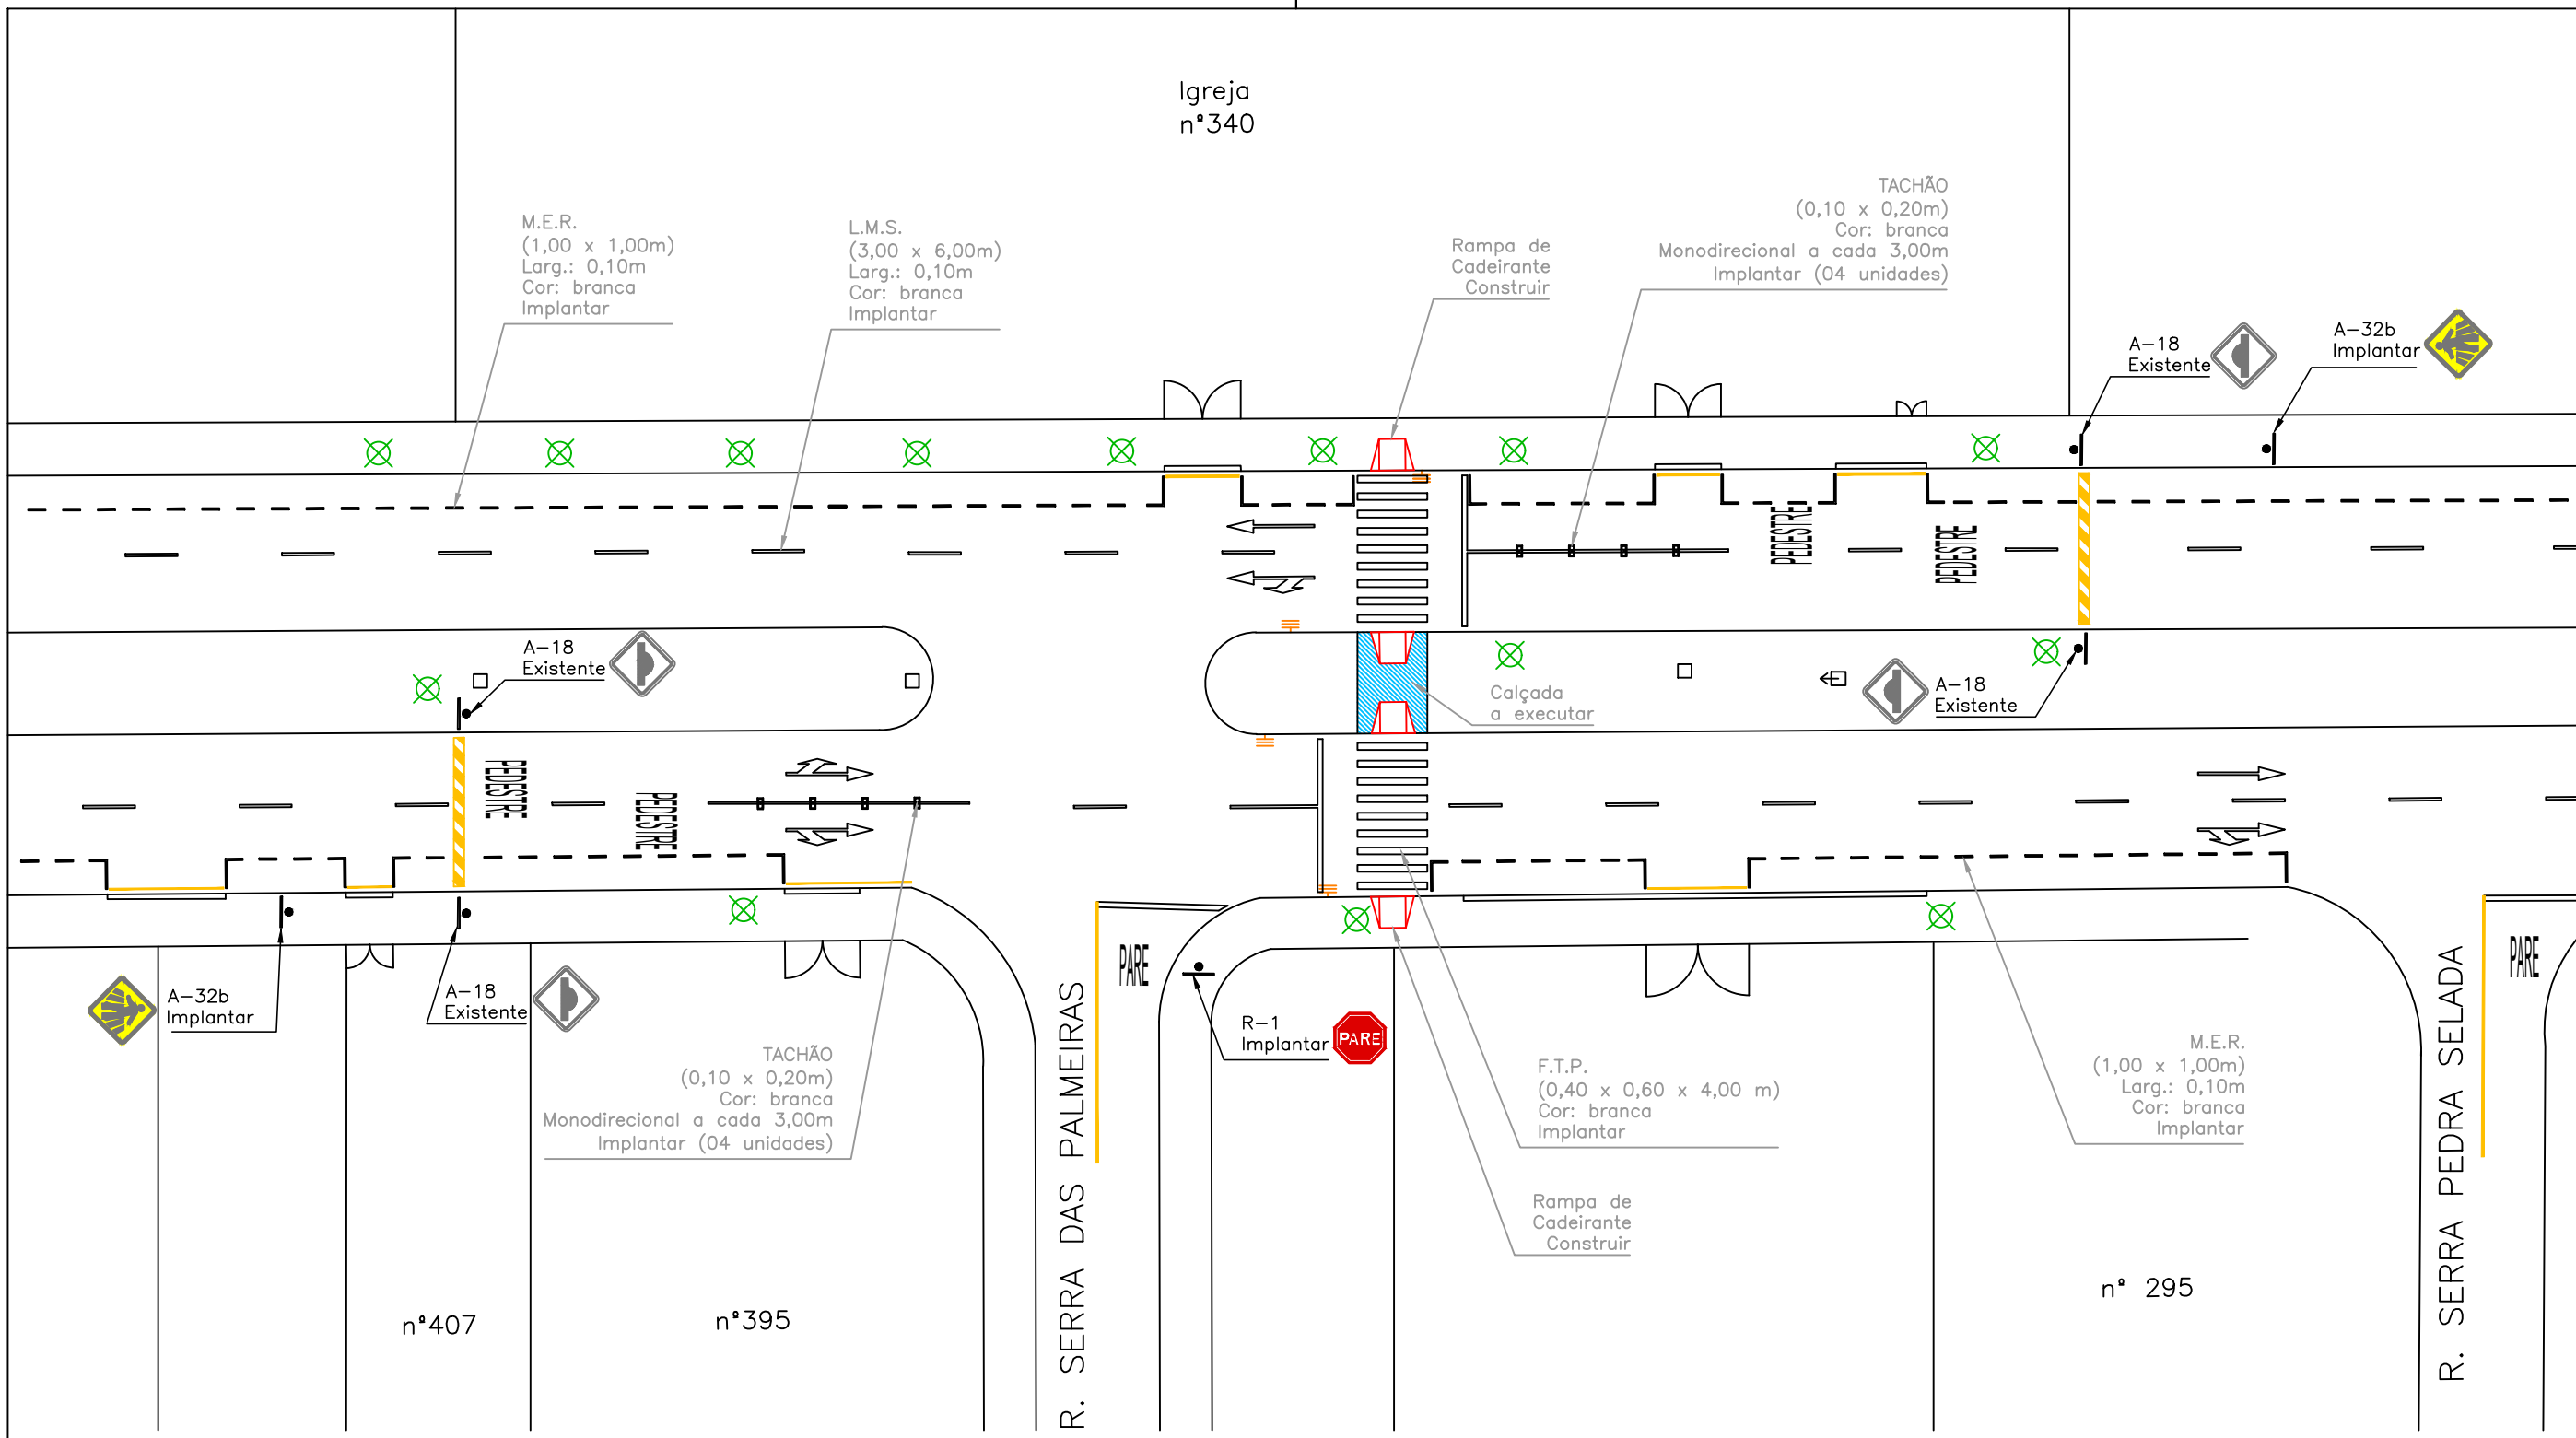 Igreja
nº340
M.E.R.
(1,00 x 1,00m)
Larg.: 0,10m
Cor: branca
Implantar
L.M.S.
(3,00 x 6,00m)
Larg.: 0,10m
Cor: branca
Implantar
Rampa de
Cadeirante
Construir
TACHÃO
(0,10 x 0,20m)
Cor: branca
Monodirecional a cada 3,00m
Implantar (04 unidades)
A-18
Existente
A-32b
Implantar
PEDESTRE
PEDESTRE
A-18
Existente
Calçada
a executar
A-18
Existente
PEDESTRE
PEDESTRE
A-32b
Implantar
A-18
Existente
TACHÃO
(0,10 x 0,20m)
Cor: branca
Monodirecional a cada 3,00m
Implantar (04 unidades)
R. SERRA DAS PALMEIRAS
PARE
R-1
Implantar
PARE
F.T.P.
(0,40 x 0,60 x 4,00 m)
Cor: branca
Implantar
Rampa de
Cadeirante
Construir
M.E.R.
(1,00 x 1,00m)
Larg.: 0,10m
Cor: branca
Implantar
R. SERRA PEDRA SELADA
PARE
nº407
nº395
nº 295